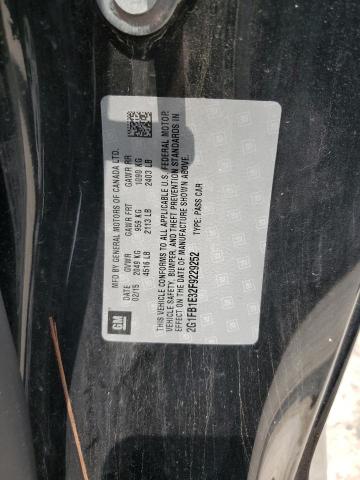 GM
MFD BY GENERAL MOTORS OF CANADA LTD.
DATE GVWR GAWR FRT GAWR RR
02/15 2049 KG 959 KG 1090 KG
4516 LB 2113 LB 2403 LB
THIS VEHICLE CONFORMS TO ALL APPLICABLE U.S. FEDERAL MOTOR
VEHICLE SAFETY, BUMPER, AND THEFT PREVENTION STANDARDS IN
EFFECT ON THE DATE OF MANUFACTURE SHOWN ABOVE.
2G1FB1E32F9229252 TYPE: PASS CAR